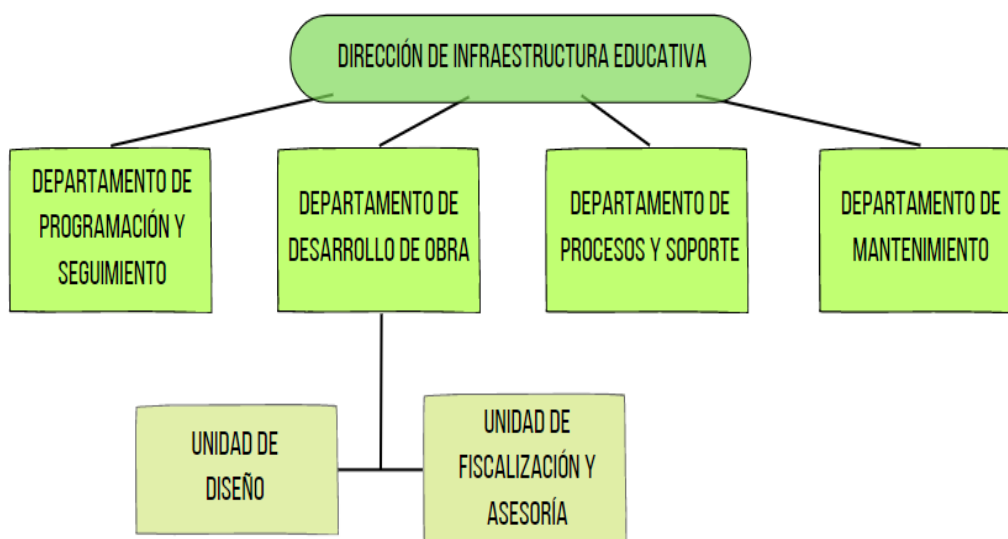 DIRECCIÓN DE INFRAESTRUCTURA EDUCATIVA
DEPARTAMENTO DE
PROGRAMACIÓN Y
SEGUIMIENTO
DEPARTAMENTO DE
DESARROLLO DE OBRA
DEPARTAMENTO DE
PROCESOS Y SOPORTE
DEPARTAMENTO DE
MANTENIMIENTO
UNIDAD DE
DISEÑO
UNIDAD DE
FISCALIZACIÓN Y
ASESORÍA